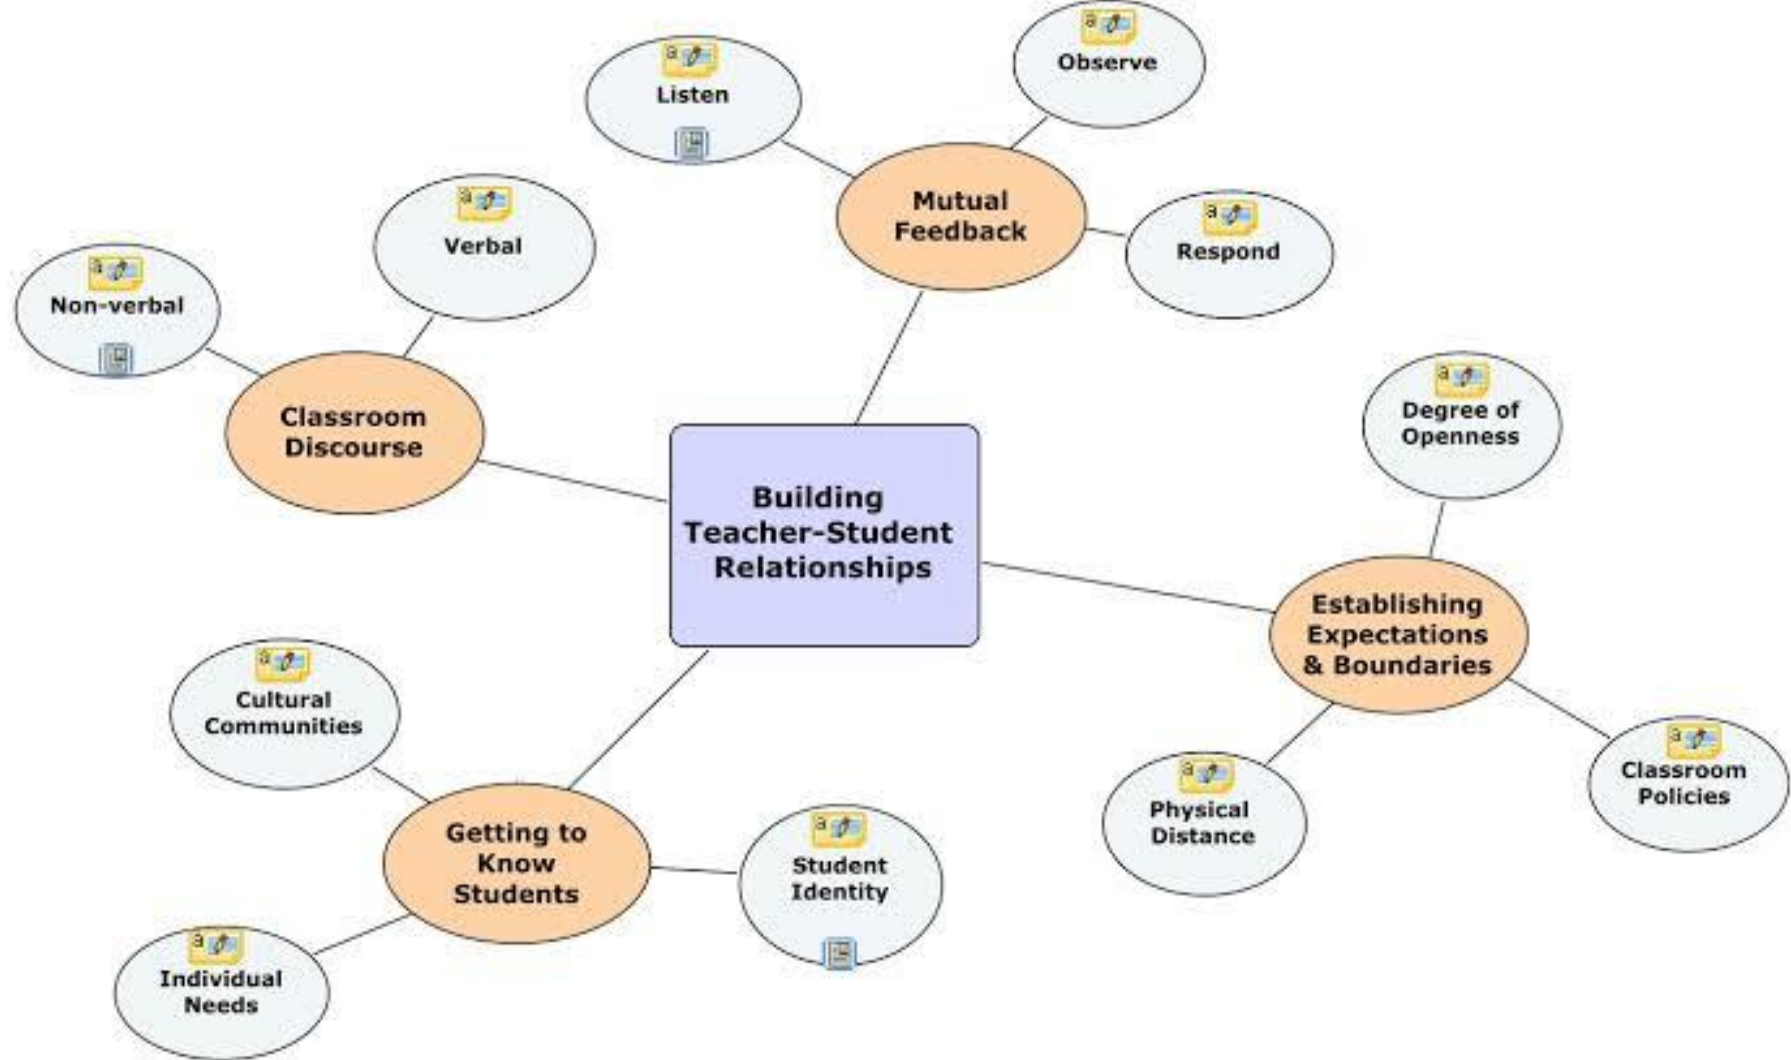 a
Observe
a
Listen
Mutual
Feedback
a
Respond
a
Verbal
a
Non-verbal
Classroom
Discourse
a
Degree of
Openness
Building
Teacher-Student
Relationships
Establishing
Expectations
& Boundaries
a
Cultural
Communities
a
Classroom
Policies
a
Physical
Distance
Getting to
Know
Students
a
Student
Identity
a
Individual
Needs